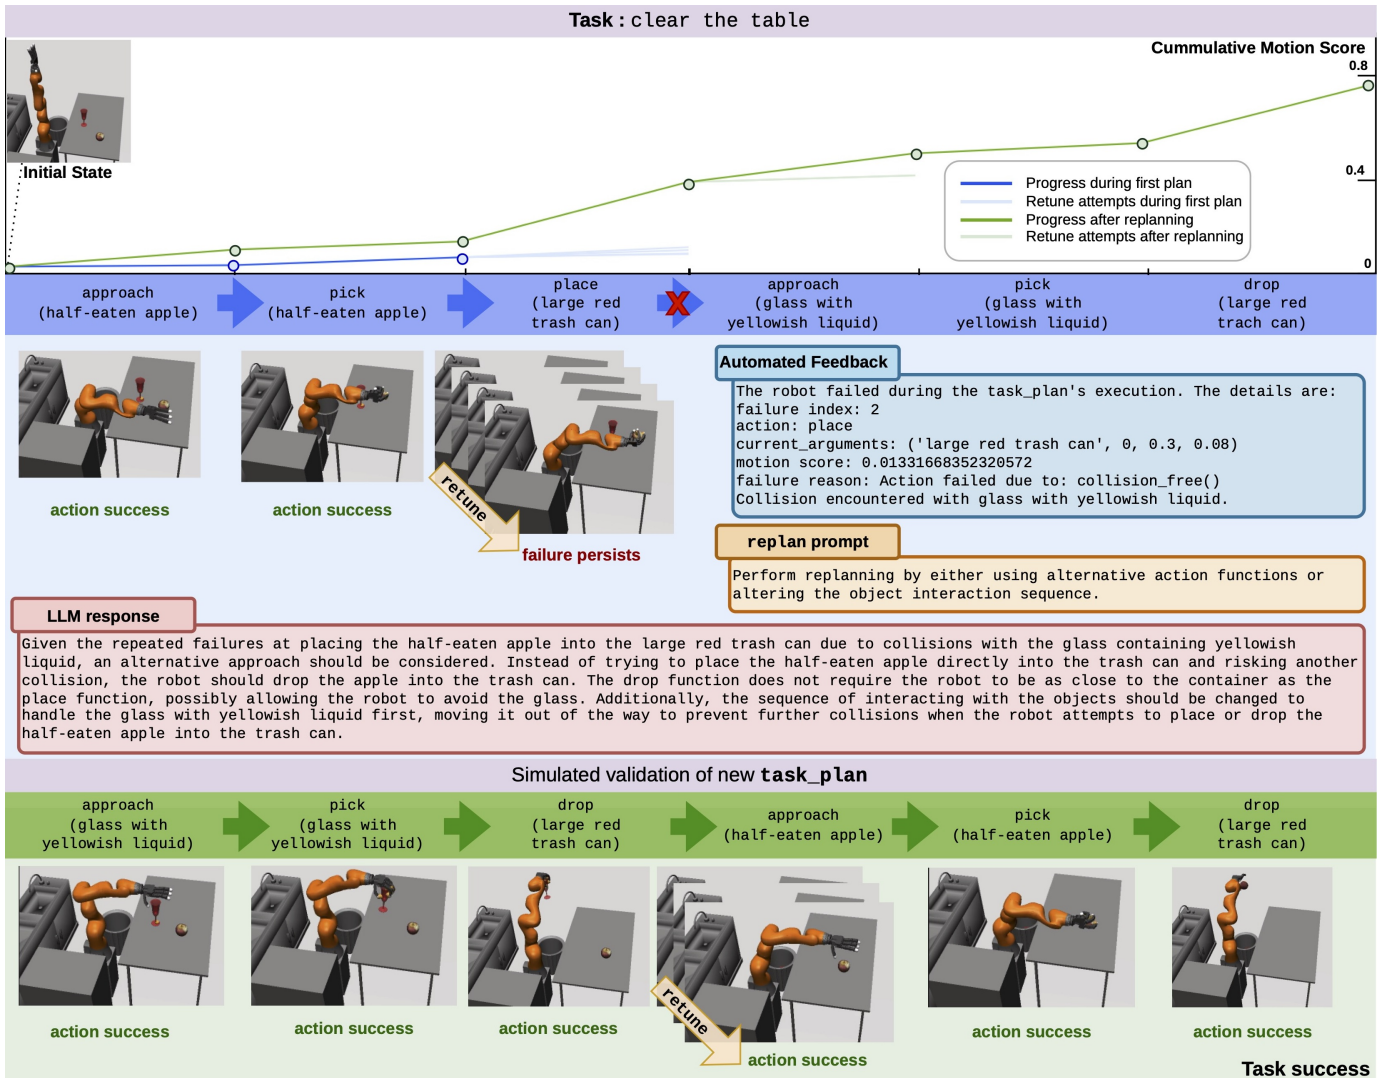 Task : clear the table
Cummulative Motion Score
0.8
Initial State
0.4
Progress during first plan
Retune attempts during first plan
Progress after replanning
Retune attempts after replanning
0
approach
(half-eaten apple)
pick
(half-eaten apple)
place
(large red
trash can)
X
approach
(glass with
yellowish liquid)
pick
(glass with
yellowish liquid)
drop
(large red
trach can)
action success
action success
retune
failure persists
Automated Feedback
The robot failed during the task_plan's execution. The details are:
failure index: 2
action: place
current_arguments: ('large red trash can', 0, 0.3, 0.08)
motion score: 0.01331668352320572
failure reason: Action failed due to: collision_free()
Collision encountered with glass with yellowish liquid.
replan prompt
Perform replanning by either using alternative action functions or
altering the object interaction sequence.
LLM response
Given the repeated failures at placing the half-eaten apple into the large red trash can due to collisions with the glass containing yellowish
liquid, an alternative approach should be considered. Instead of trying to place the half-eaten apple directly into the trash can and risking another
collision, the robot should drop the apple into the trash can. The drop function does not require the robot to be as close to the container as the
place function, possibly allowing the robot to avoid the glass. Additionally, the sequence of interacting with the objects should be changed to
handle the glass with yellowish liquid first, moving it out of the way to prevent further collisions when the robot attempts to place or drop the
half-eaten apple into the trash can.
Simulated validation of new task_plan
approach
(glass with
yellowish liquid)
pick
(glass with
yellowish liquid)
drop
(large red
trash can)
approach
(half-eaten apple)
pick
(half-eaten apple)
drop
(large red
trash can)
action success
action success
action success
retune
action success
action success
action success
Task success